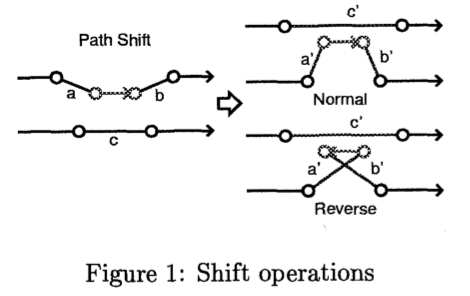 Path Shift
a
b
c
c'
a'
b'
Normal
c'
a'
b'
Reverse
Figure 1: Shift operations